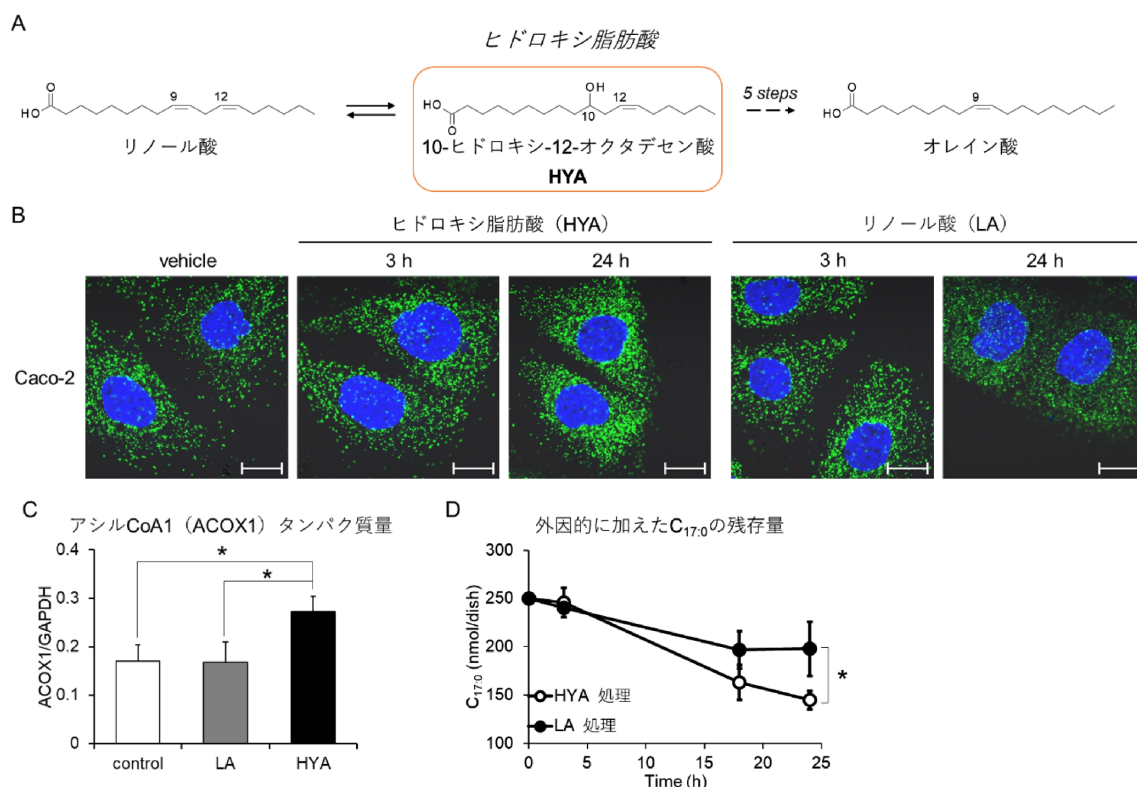 A
ヒドロキシ脂肪酸
O
HO
9
12
リノール酸
OH
HO
O
10
12
10-ヒドロキシ-12-オクタデセン酸
HYA
5 steps
O
HO
9
オレイン酸
B
ヒドロキシ脂肪酸（HYA）
リノール酸（LA）
vehicle
3 h
24 h
3 h
24 h
Caco-2
C
アシルCoA1（ACOX1）タンパク質量
ACOX1/GAPDH
0.4
0.3
0.2
0.1
0
*
*
control
LA
HYA
D
外因的に加えたC17:0の残存量
C17:0 (nmol/dish)
300
250
200
150
100
*
HYA 処理
LA 処理
0
5
10
15
20
25
Time (h)